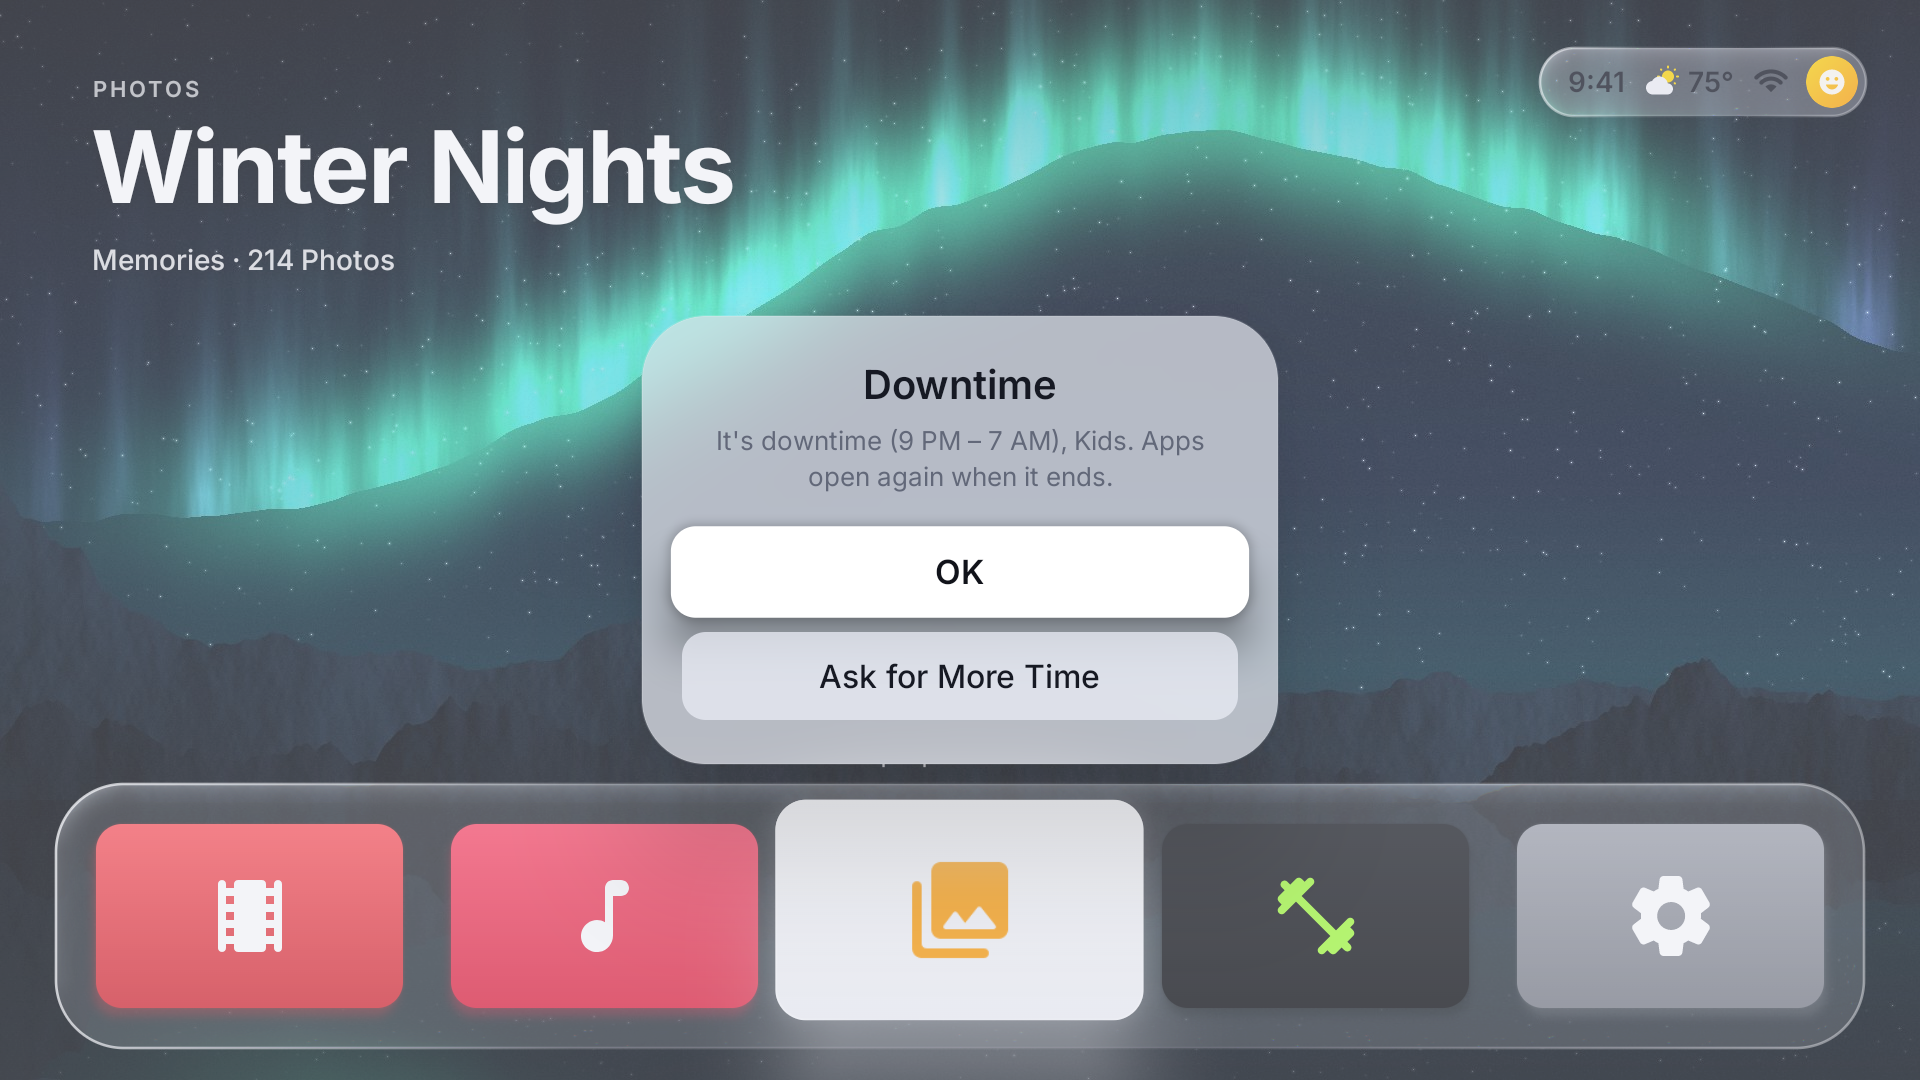 PHOTOS
Winter Nights
Memories · 214 Photos
9:41 75°
Downtime
It's downtime (9 PM – 7 AM), Kids. Apps
open again when it ends.
OK
Ask for More Time